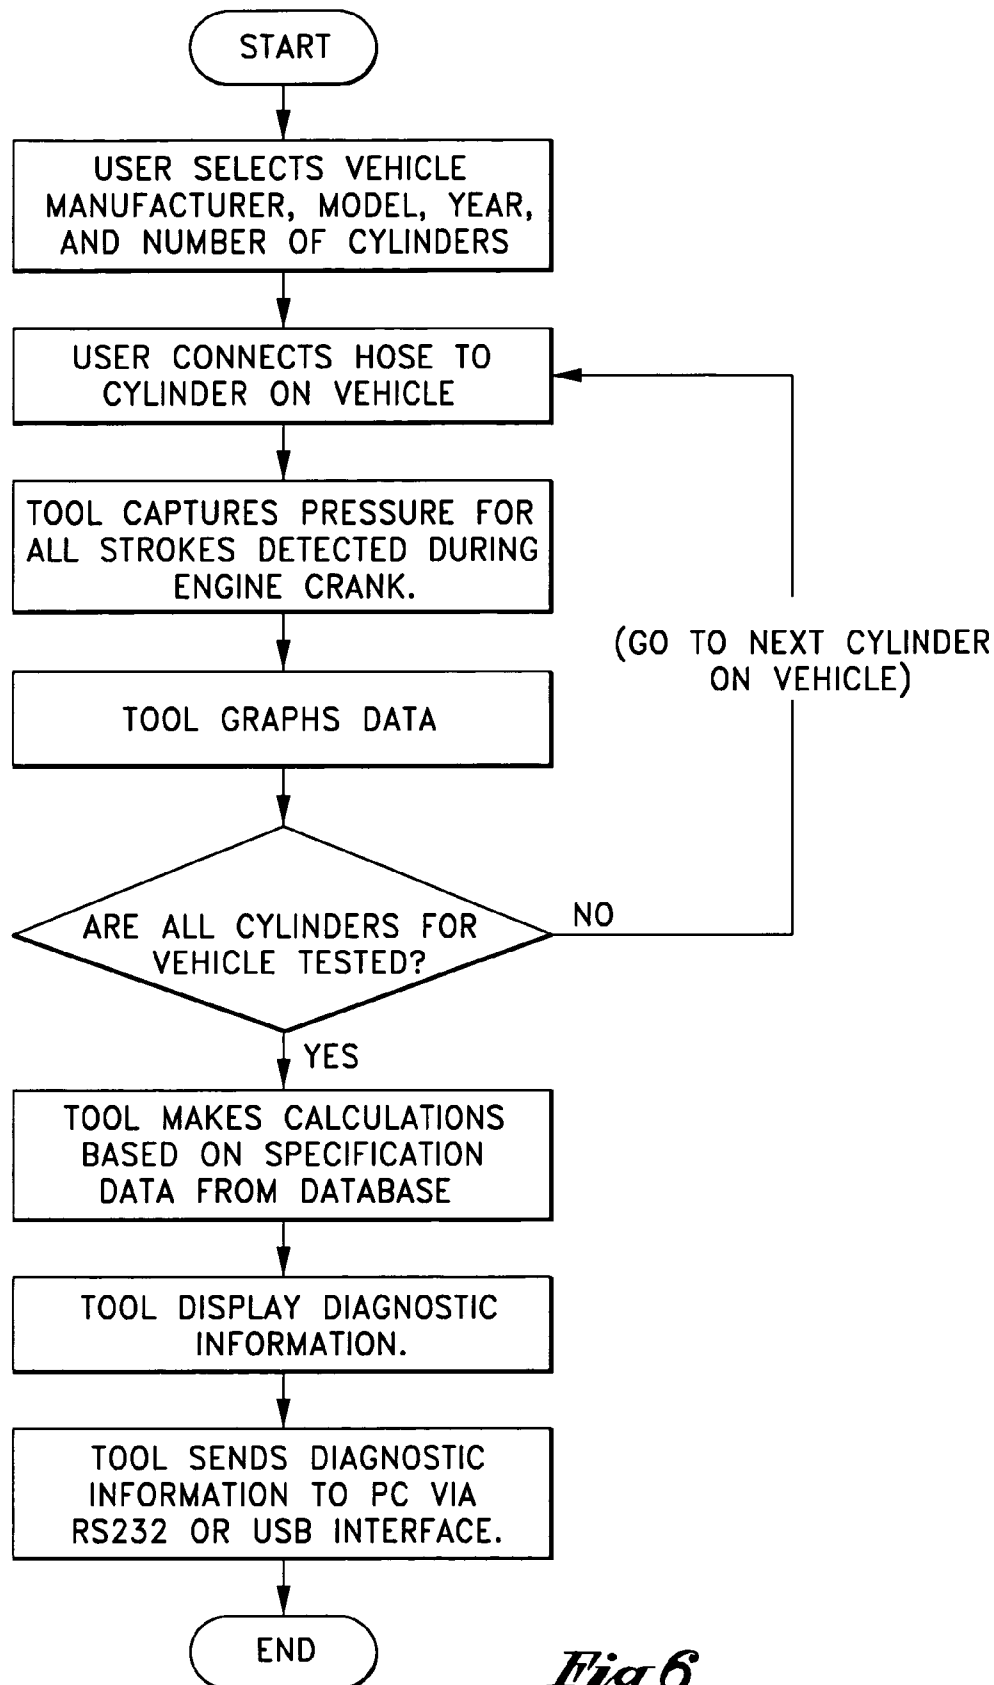 START
USER SELECTS VEHICLE
MANUFACTURER, MODEL, YEAR,
AND NUMBER OF CYLINDERS
USER CONNECTS HOSE TO
CYLINDER ON VEHICLE
TOOL CAPTURES PRESSURE FOR
ALL STROKES DETECTED DURING
ENGINE CRANK.
(GO TO NEXT CYLINDER
ON VEHICLE)
TOOL GRAPHS DATA
ARE ALL CYLINDERS FOR
VEHICLE TESTED?
NO
YES
TOOL MAKES CALCULATIONS
BASED ON SPECIFICATION
DATA FROM DATABASE
TOOL DISPLAY DIAGNOSTIC
INFORMATION.
TOOL SENDS DIAGNOSTIC
INFORMATION TO PC VIA
RS232 OR USB INTERFACE.
END
Fig 6